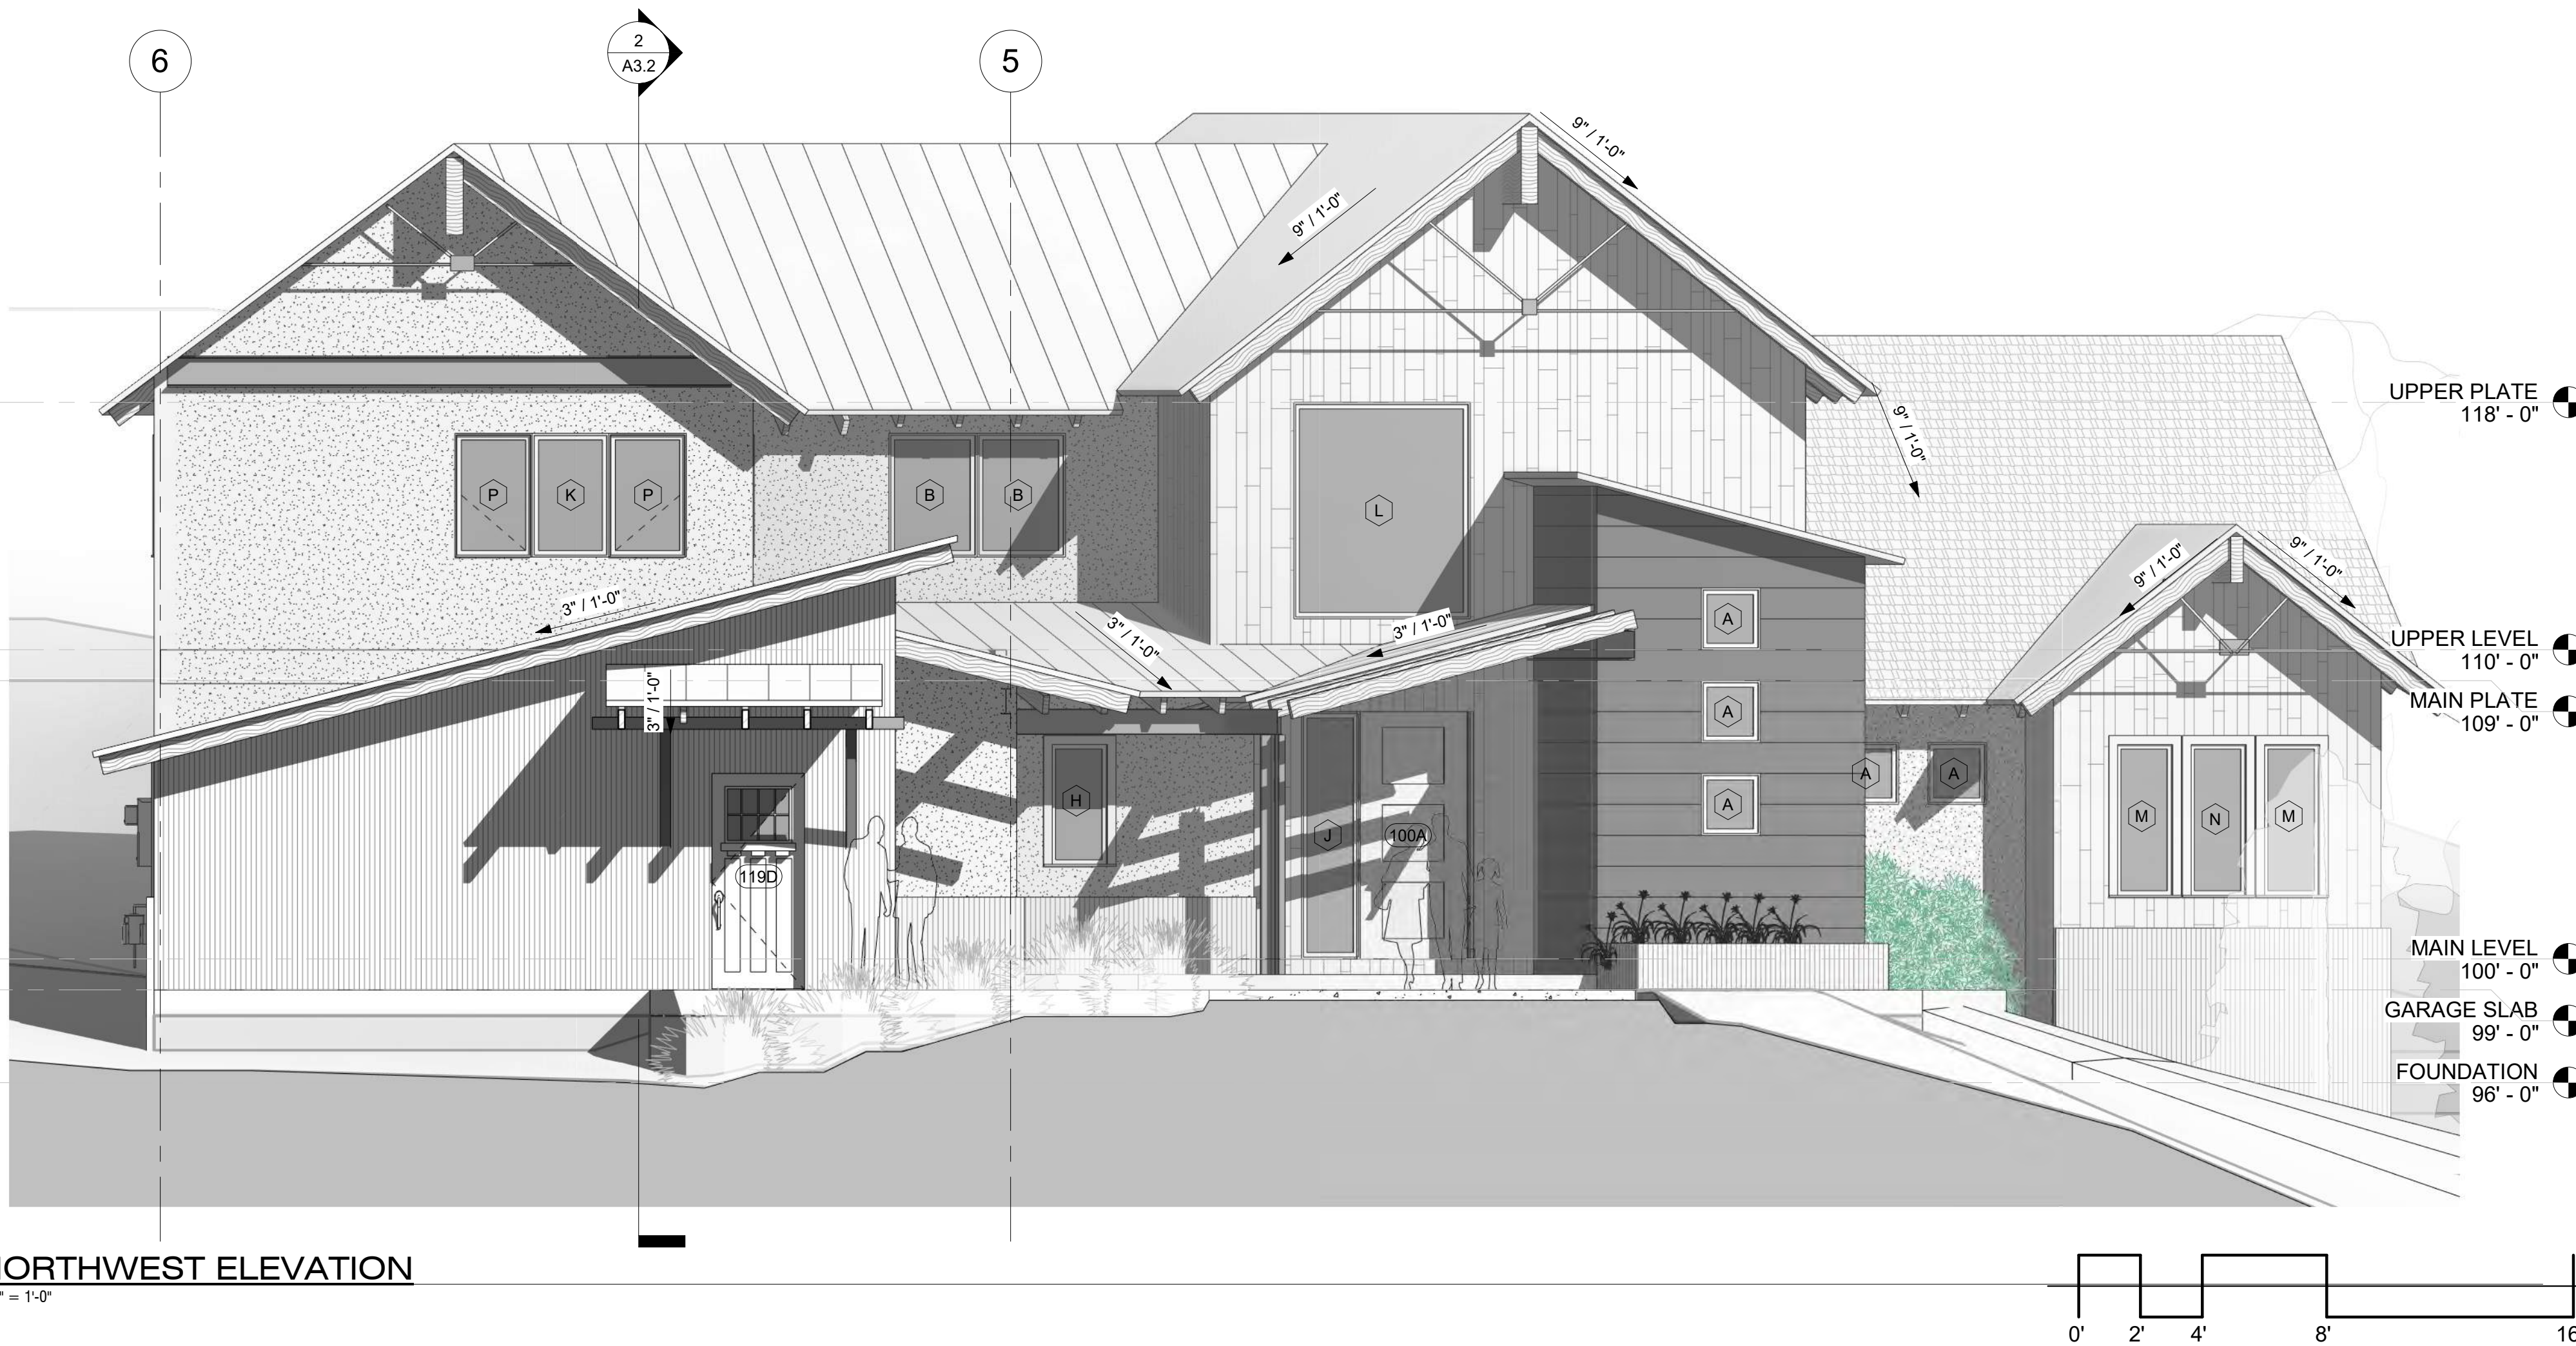 6
2
A3.2
5
9" / 1'-0"
9" / 1'-0"
UPPER PLATE
118' - 0"
9" / 1'-0"
P
K
P
B
B
L
9" / 1'-0"
9" / 1'-0"
3" / 1'-0"
3" / 1'-0"
3" / 1'-0"
A
UPPER LEVEL
110' - 0"
3" / 1'-0"
A
MAIN PLATE
109' - 0"
H
J
100A
A
A
A
M
N
M
119D
MAIN LEVEL
100' - 0"
GARAGE SLAB
99' - 0"
FOUNDATION
96' - 0"
ORTHWEST ELEVATION
" = 1'-0"
0' 2' 4' 8' 16